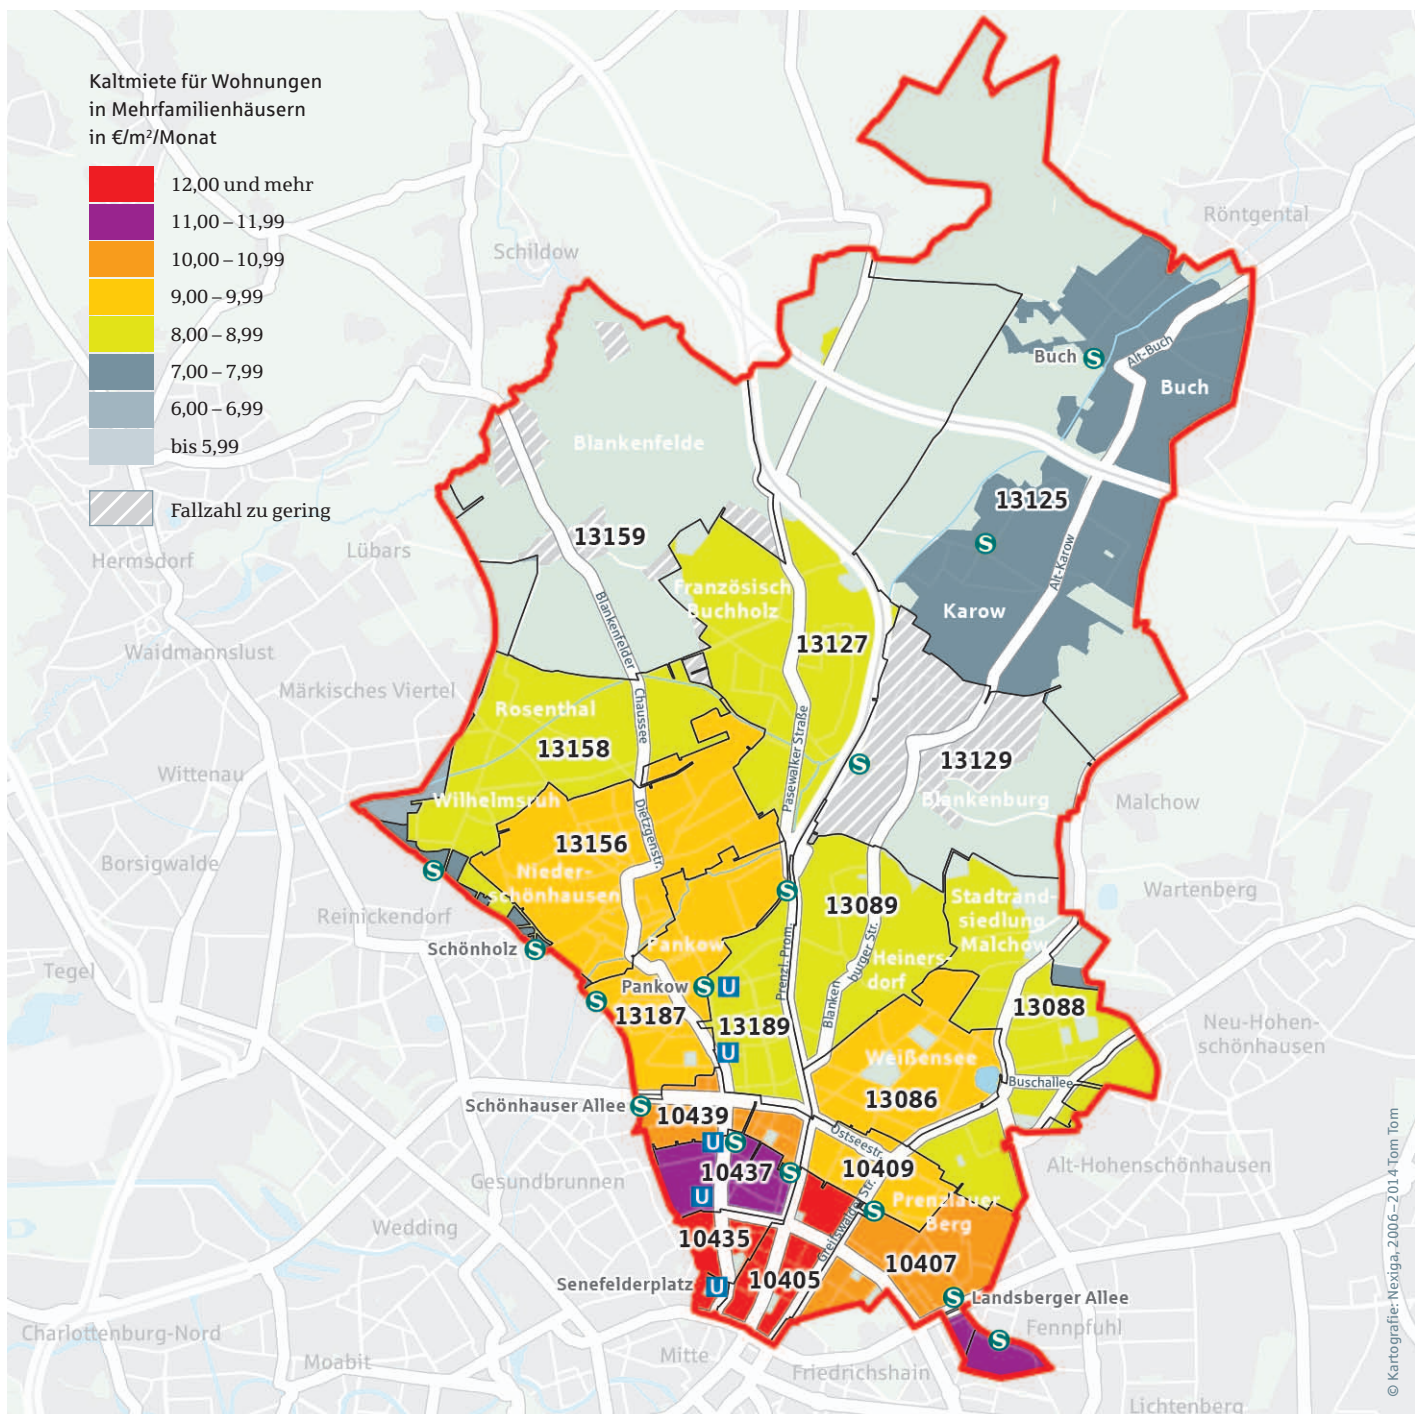 Kaltmiete für Wohnungen
in Mehrfamilienhäusern
in €/m²/Monat
12,00 und mehr
11,00 – 11,99
10,00 – 10,99
9,00 – 9,99
8,00 – 8,99
7,00 – 7,99
6,00 – 6,99
bis 5,99
Fallzahl zu gering
Schildow
Röntgental
Buch
S
Alt-Buch
Buch
Blankenfelde
13125
13159
S
Alt-Karow
Hermsdorf
Lübars
Französisch
Buchholz
Karow
Blankenfelder
Chaussee
13127
Waidmannslust
Märkisches Viertel
Rosenthal
13158
Pasewalker Straße
S
13129
Blankenburg
Wittenau
Wilhelmsruh
Malchow
Dietzgenstr.
13156
Borsigwalde
S
Nieder-
schönhausen
S
13089
Stadtrand-
siedlung
Malchow
Wartenberg
Reinickendorf
Schönholz
S
Pankow
Prenzl. Prom.
Blanken
burger Str.
Heiners-
dorf
Tegel
Pankow
S
U
S
13187
13189
U
13088
Neu-Hohen-
schönhausen
Weißensee
Buschallee
13086
Schönhauser Allee
S
10439
U
S
Ostseestr.
10437
S
10409
Alt-Hohenschönhausen
Gesundbrunnen
U
Prenzlauer
Berg
S
Greifswalder Str.
Wedding
10435
10405
10407
Senefelderplatz
U
S
Landsberger Allee
Fennpfuhl
S
Charlottenburg-Nord
Moabit
Mitte
Friedrichshain
Lichtenberg
© Kartografie: Nexiga, 2006 – 2014 Tom Tom